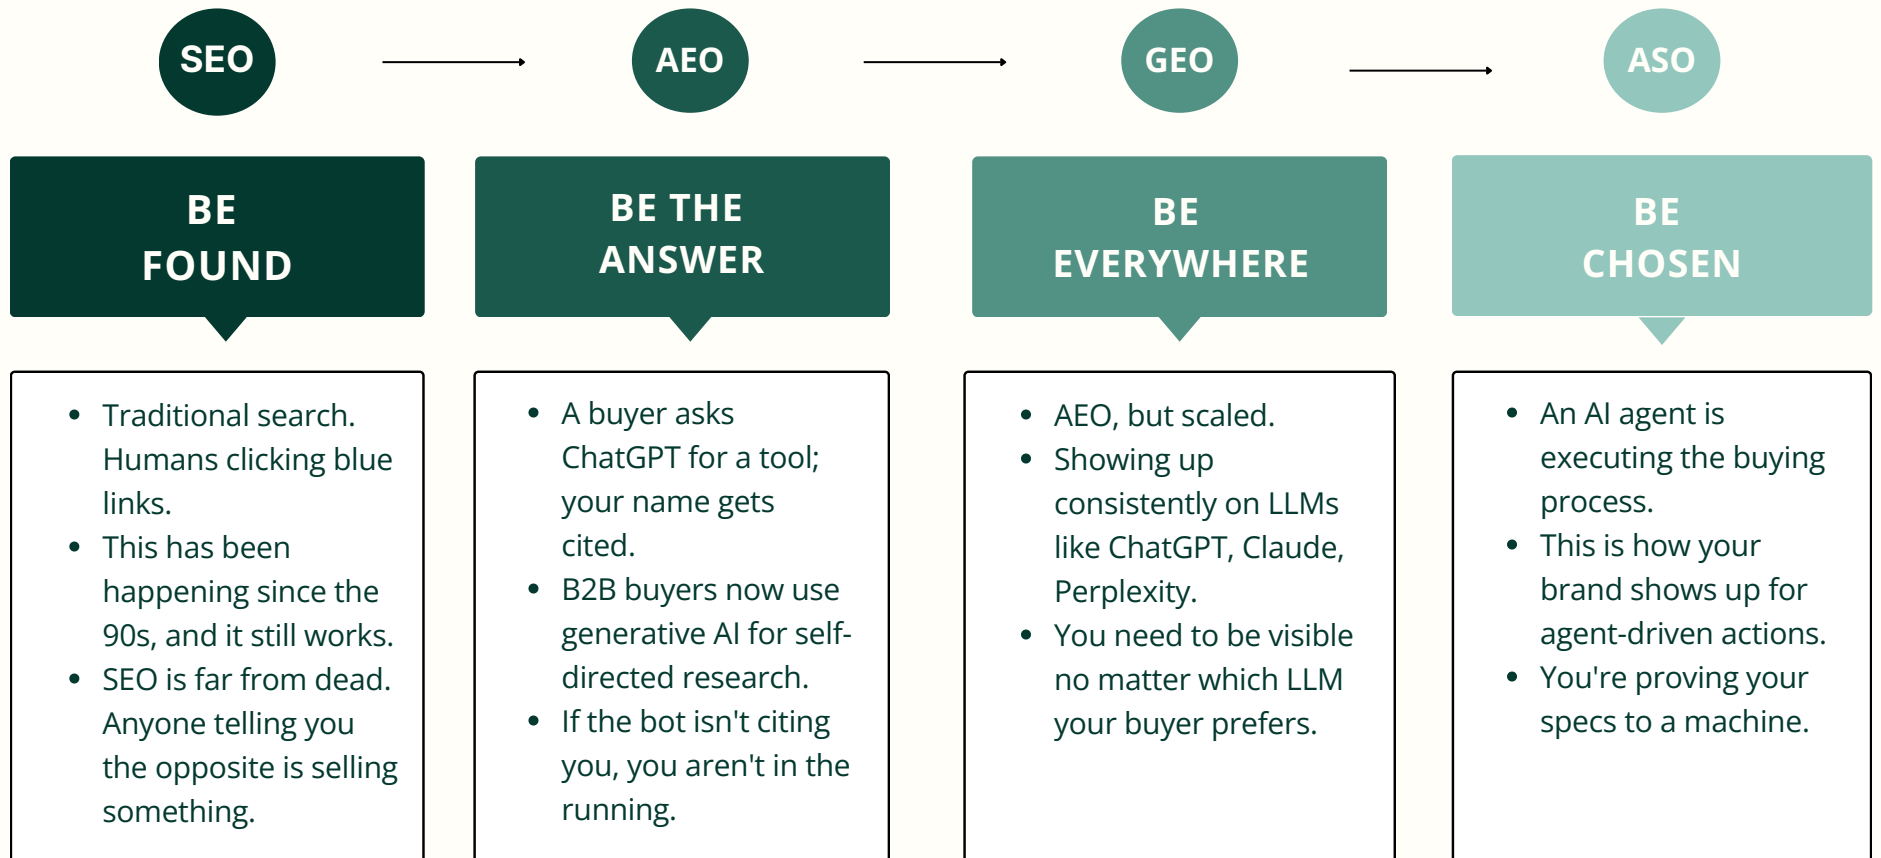 SEO
AEO
GEO
ASO
BE
FOUND
BE THE
ANSWER
BE
EVERYWHERE
BE
CHOSEN
• Traditional search.
Humans clicking blue
links.
• This has been
happening since the
90s, and it still works.
• SEO is far from dead.
Anyone telling you
the opposite is selling
something.
• A buyer asks
ChatGPT for a tool;
your name gets
cited.
• B2B buyers now use
generative AI for self-
directed research.
• If the bot isn't citing
you, you aren't in the
running.
• AEO, but scaled.
• Showing up
consistently on LLMs
like ChatGPT, Claude,
Perplexity.
• You need to be visible
no matter which LLM
your buyer prefers.
• An AI agent is
executing the buying
process.
• This is how your
brand shows up for
agent-driven actions.
• You're proving your
specs to a machine.